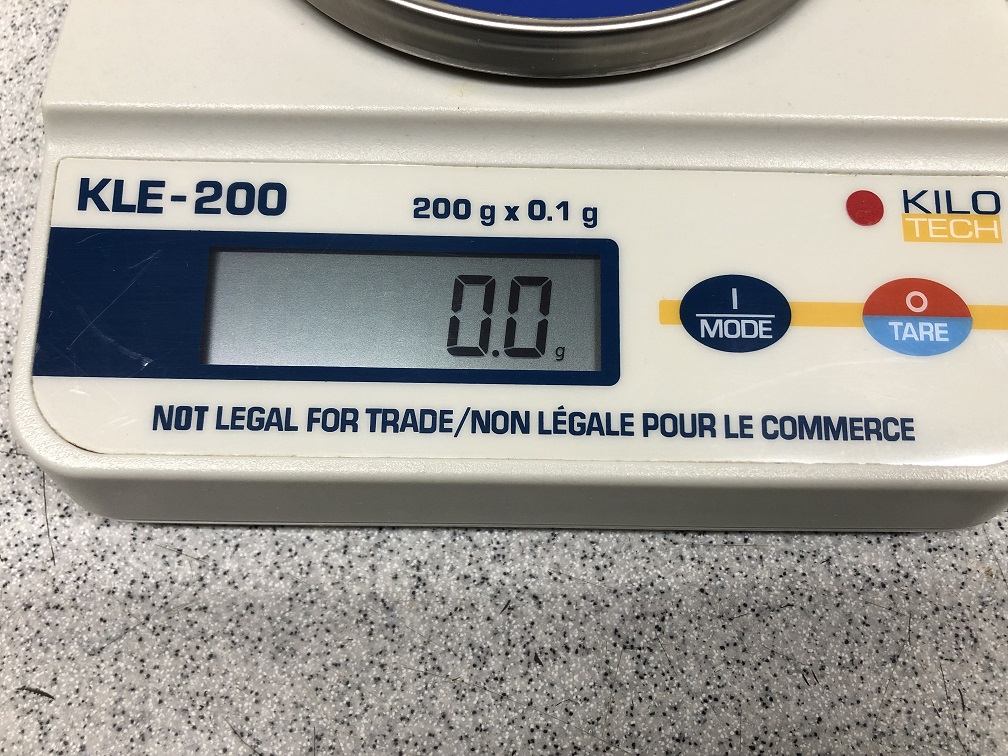 KLE-200
200 g x 0.1 g
KILO
TECH
0.0 g
I
MODE
O
TARE
NOT LEGAL FOR TRADE/NON LÉGALE POUR LE COMMERCE